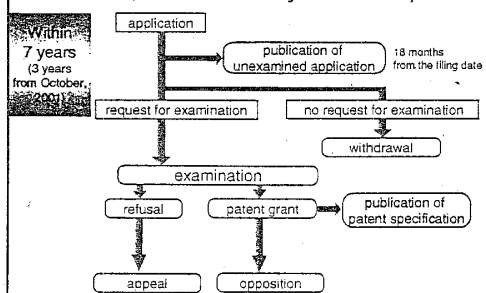 Within
7 years
(3 years
from October,
2001)
application
publication of
unexamined application
18 months
from the filing date
request for examination
no request for examination
withdrawal
examination
refusal
patent grant
publication of
patent specification
appeal
opposition